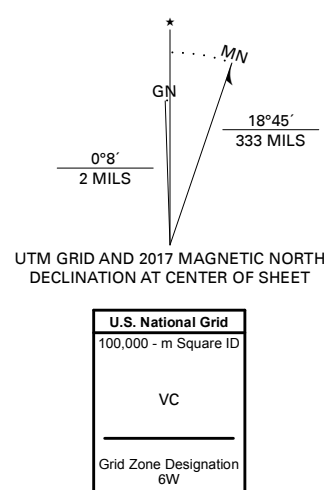 ★
MN
GN
18°45´
333 MILS
0°8´
2 MILS
UTM GRID AND 2017 MAGNETIC NORTH
DECLINATION AT CENTER OF SHEET
U.S. National Grid
100,000 - m Square ID
VC
Grid Zone Designation
6W